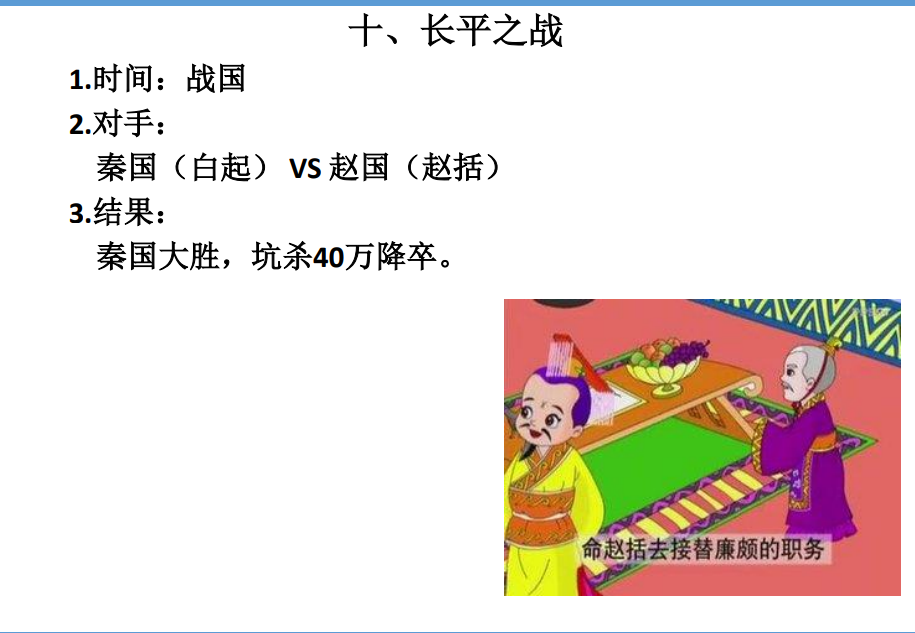 十、长平之战
1.时间：战国
2.对手：
秦国（白起） VS 赵国（赵括）
3.结果：
秦国大胜，坑杀40万降卒。
命赵括去接替廉颇的职务